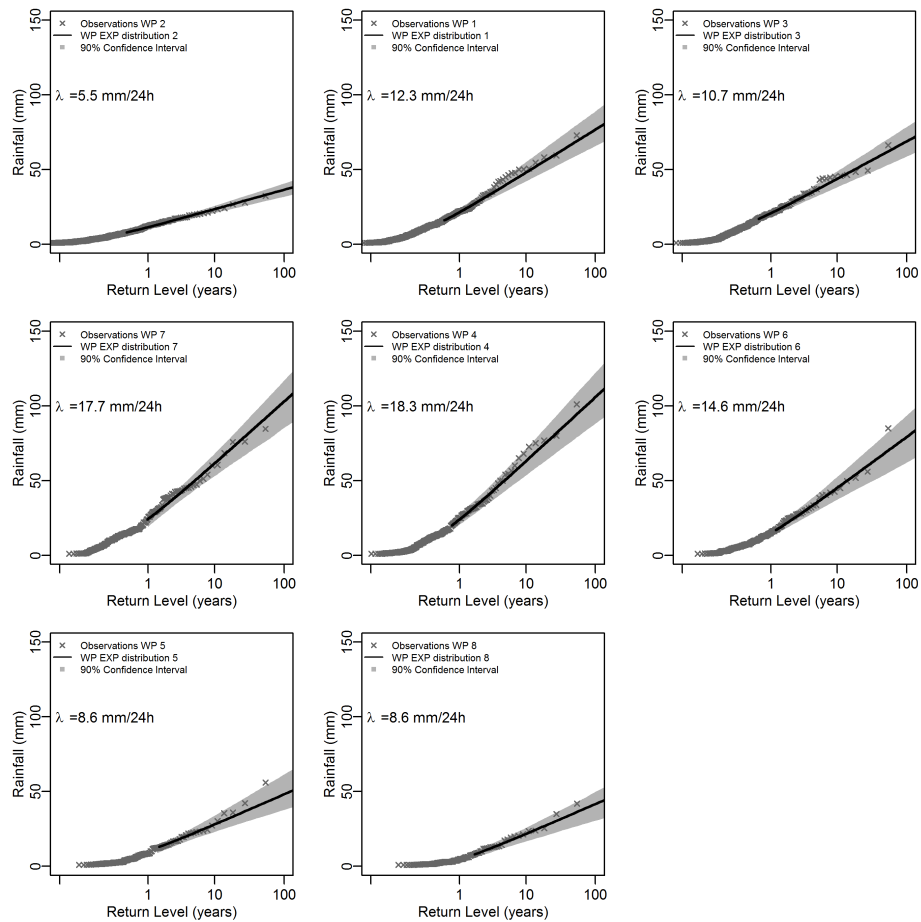 Observations WP 2
WP EXP distribution 2
90% Confidence Interval
λ =5.5 mm/24h
Rainfall (mm)
0 50 100 150
1 10 100
Return Level (years)
Observations WP 1
WP EXP distribution 1
90% Confidence Interval
λ =12.3 mm/24h
Rainfall (mm)
0 50 100 150
1 10 100
Return Level (years)
Observations WP 3
WP EXP distribution 3
90% Confidence Interval
λ =10.7 mm/24h
Rainfall (mm)
0 50 100 150
1 10 100
Return Level (years)
Observations WP 7
WP EXP distribution 7
90% Confidence Interval
λ =17.7 mm/24h
Rainfall (mm)
0 50 100 150
1 10 100
Return Level (years)
Observations WP 4
WP EXP distribution 4
90% Confidence Interval
λ =18.3 mm/24h
Rainfall (mm)
0 50 100 150
1 10 100
Return Level (years)
Observations WP 6
WP EXP distribution 6
90% Confidence Interval
λ =14.6 mm/24h
Rainfall (mm)
0 50 100 150
1 10 100
Return Level (years)
Observations WP 5
WP EXP distribution 5
90% Confidence Interval
λ =8.6 mm/24h
Rainfall (mm)
0 50 100 150
1 10 100
Return Level (years)
Observations WP 8
WP EXP distribution 8
90% Confidence Interval
λ =8.6 mm/24h
Rainfall (mm)
0 50 100 150
1 10 100
Return Level (years)